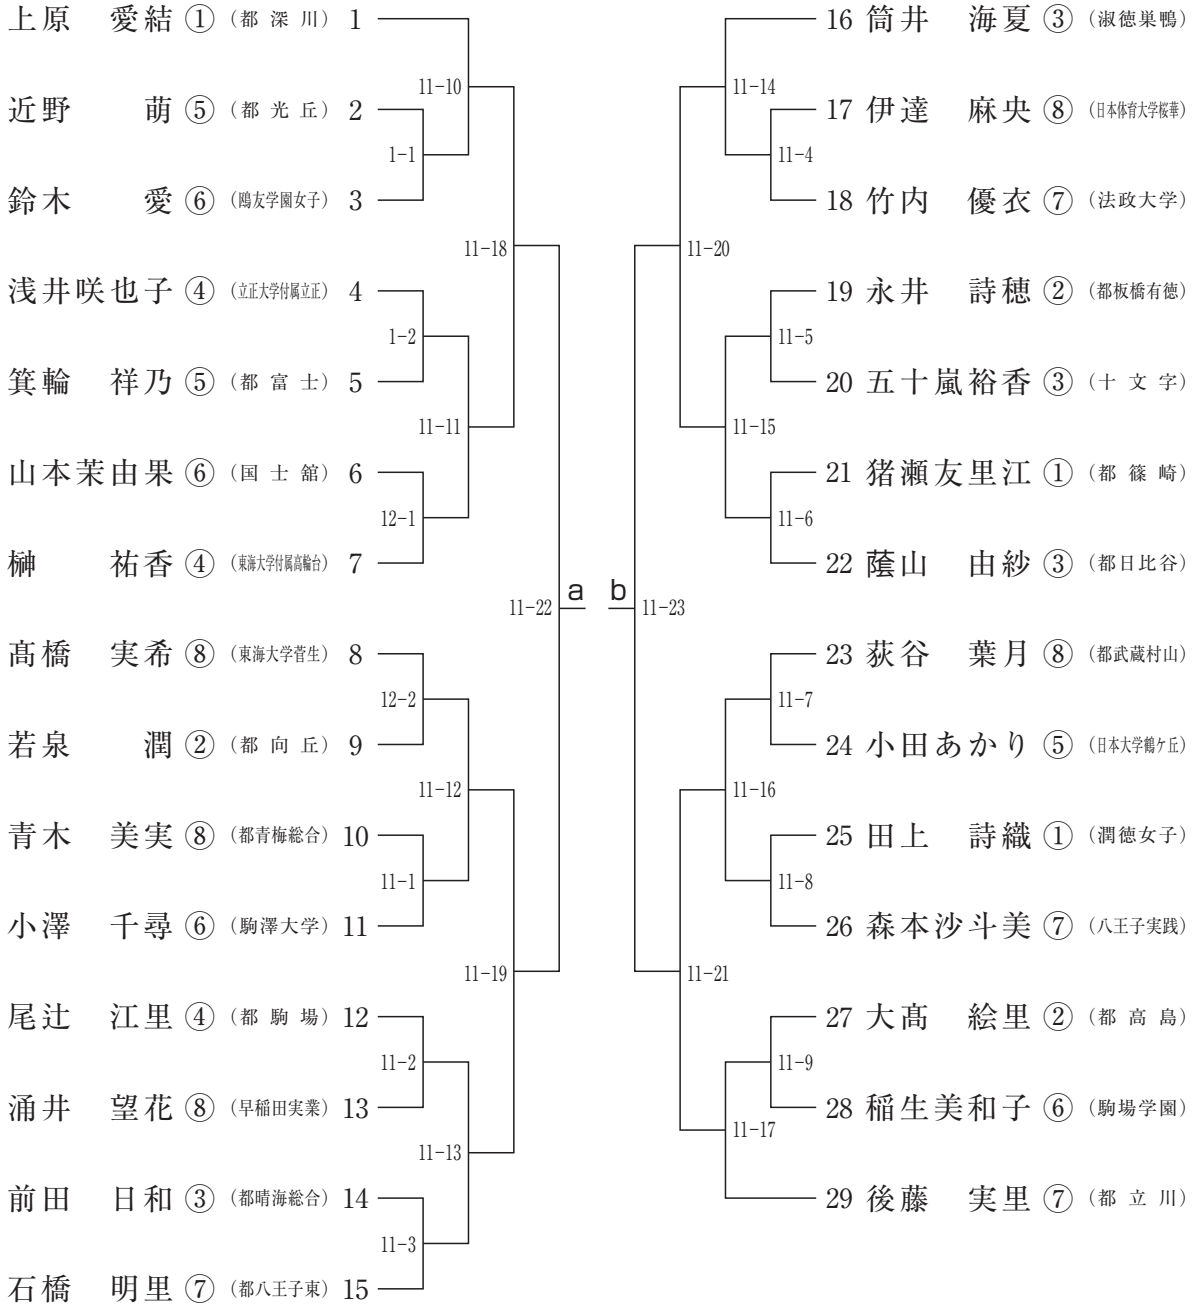 上原 愛結 ① (都深川) 1
近野 萌 ⑤ (都光丘) 2
鈴木 愛 ⑥ (鷗友学園女子) 3
浅井咲也子 ④ (立正大学付属立正) 4
箕輪 祥乃 ⑤ (都富士) 5
山本茉由果 ⑥ (国士舘) 6
榊 祐香 ④ (東海大学付属高輪台) 7
髙橋 実希 ⑧ (東海大学菅生) 8
若泉 潤 ② (都向丘) 9
青木 美実 ⑧ (都青梅総合) 10
小澤 千尋 ⑥ (駒澤大学) 11
尾辻 江里 ④ (都駒場) 12
涌井 望花 ⑧ (早稲田実業) 13
前田 日和 ③ (都晴海総合) 14
石橋 明里 ⑦ (都八王子東) 15
11-10
1-1
11-18
1-2
11-11
12-1
11-22
a
12-2
11-12
11-1
11-19
11-2
11-13
11-3
b
11-14
11-4
11-20
11-5
11-15
11-6
11-23
11-7
11-16
11-8
11-21
11-9
11-17
16 筒井 海夏 ③ (淑徳巣鴨)
17 伊達 麻央 ⑧ (日本体育大学桜華)
18 竹内 優衣 ⑦ (法政大学)
19 永井 詩穂 ② (都板橋有徳)
20 五十嵐裕香 ③ (十文字)
21 猪瀬友里江 ① (都篠崎)
22 蔭山 由紗 ③ (都日比谷)
23 荻谷 葉月 ⑧ (都武蔵村山)
24 小田あかり ⑤ (日本大学鶴ケ丘)
25 田上 詩織 ① (潤徳女子)
26 森本沙斗美 ⑦ (八王子実践)
27 大髙 絵里 ② (都高島)
28 稲生美和子 ⑥ (駒場学園)
29 後藤 実里 ⑦ (都立川)